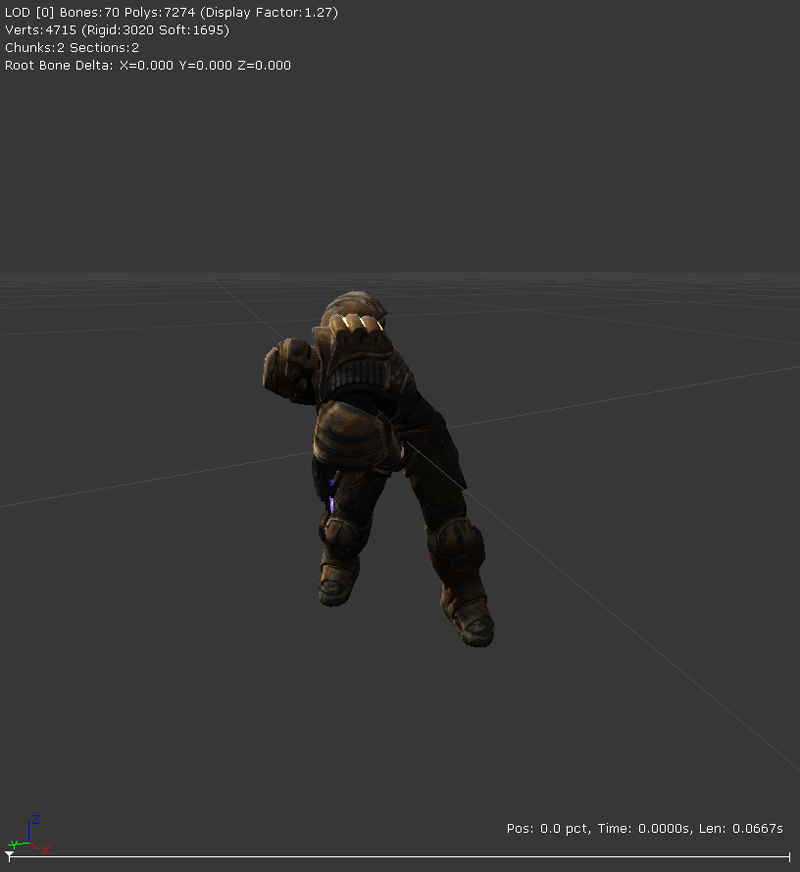 LOD [0] Bones:70 Polys:7274 (Display Factor:1.27)
Verts:4715 (Rigid:3020 Soft:1695)
Chunks:2 Sections:2
Root Bone Delta: X=0.000 Y=0.000 Z=0.000
Pos: 0.0 pct, Time: 0.0000s, Len: 0.0667s
Z
Y
X